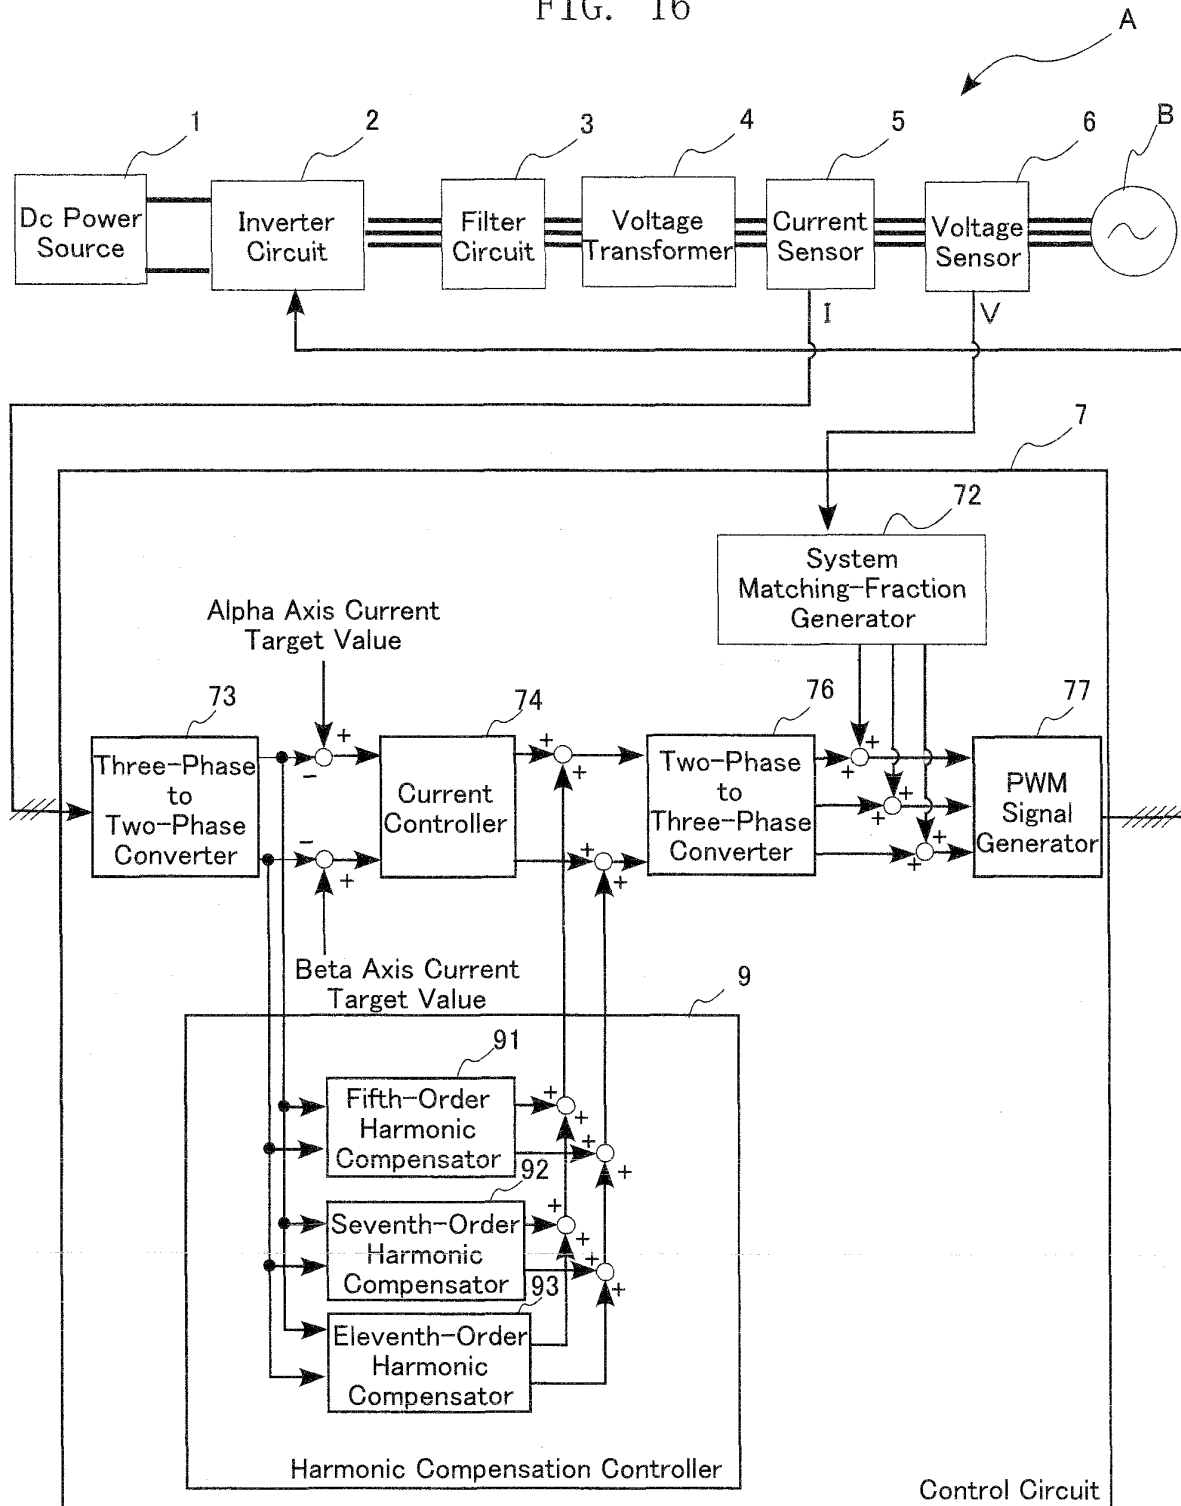 FIG. 16
A
1
2
3
4
5
6
B
Dc Power
Source
Inverter
Circuit
Filter
Circuit
Voltage
Transformer
Current
Sensor
Voltage
Sensor
I
V
7
72
System
Matching-Fraction
Generator
Alpha Axis Current
Target Value
73
74
76
77
+
-
+
+
+
+
+
+
+
+
Three-Phase
to
Two-Phase
Converter
Current
Controller
Two-Phase
to
Three-Phase
Converter
PWM
Signal
Generator
-
+
+
+
+
+
Beta Axis Current
Target Value
9
91
Fifth-Order
Harmonic
Compensator
+
+
+
+
92
Seventh-Order
Harmonic
Compensator
+
+
+
+
93
Eleventh-Order
Harmonic
Compensator
Harmonic Compensation Controller
Control Circuit